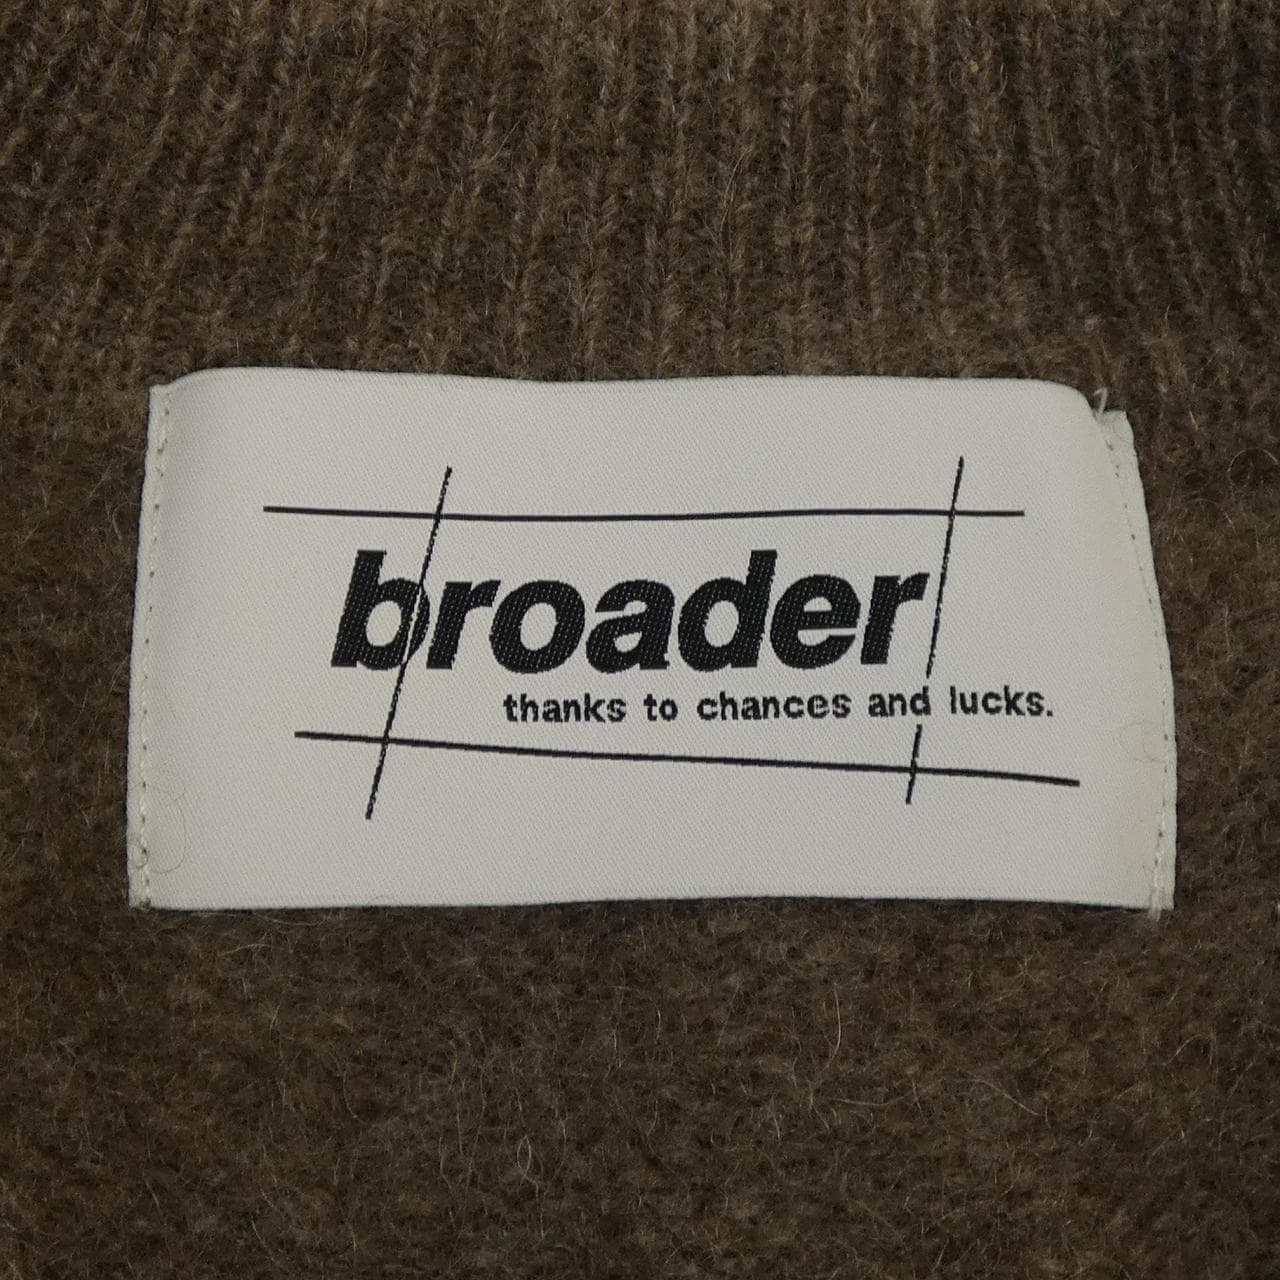 broader
thanks to chances and lucks.